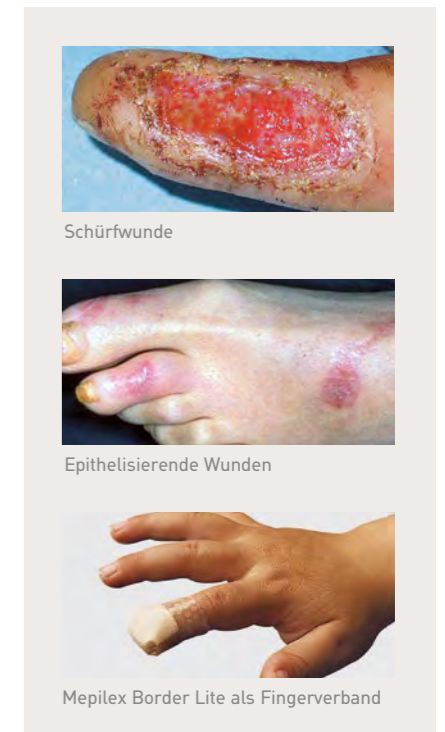 Schürfwunde
Epithelisierende Wunden
Mepilex Border Lite als Fingerverband